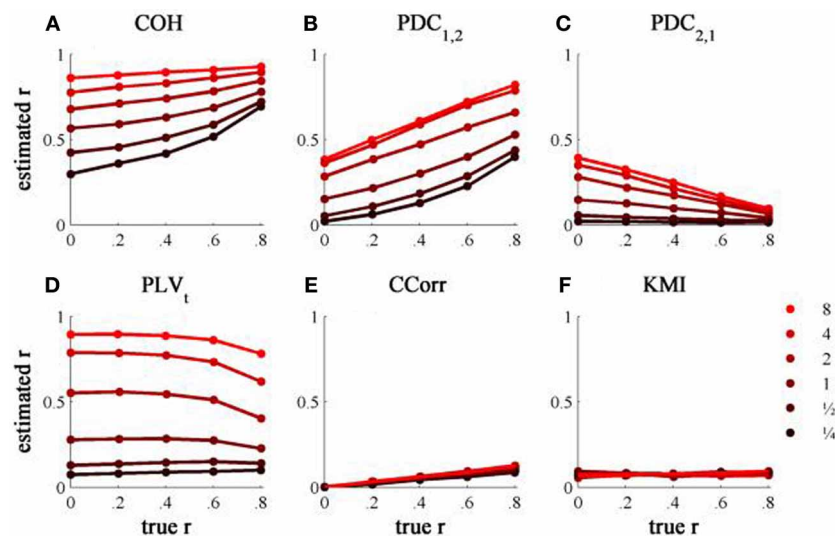 A COH
B PDC1,2
C PDC2,1
estimated r
1
0.5
0
0 .2 .4 .6 .8
1
0.5
0
0 .2 .4 .6 .8
1
0.5
0
0 .2 .4 .6 .8
D PLVt
E CCorr
F KMI
estimated r
1
0.5
0
0 .2 .4 .6 .8
true r
1
0.5
0
0 .2 .4 .6 .8
true r
1
0.5
0
0 .2 .4 .6 .8
true r
8
4
2
1
½
¼